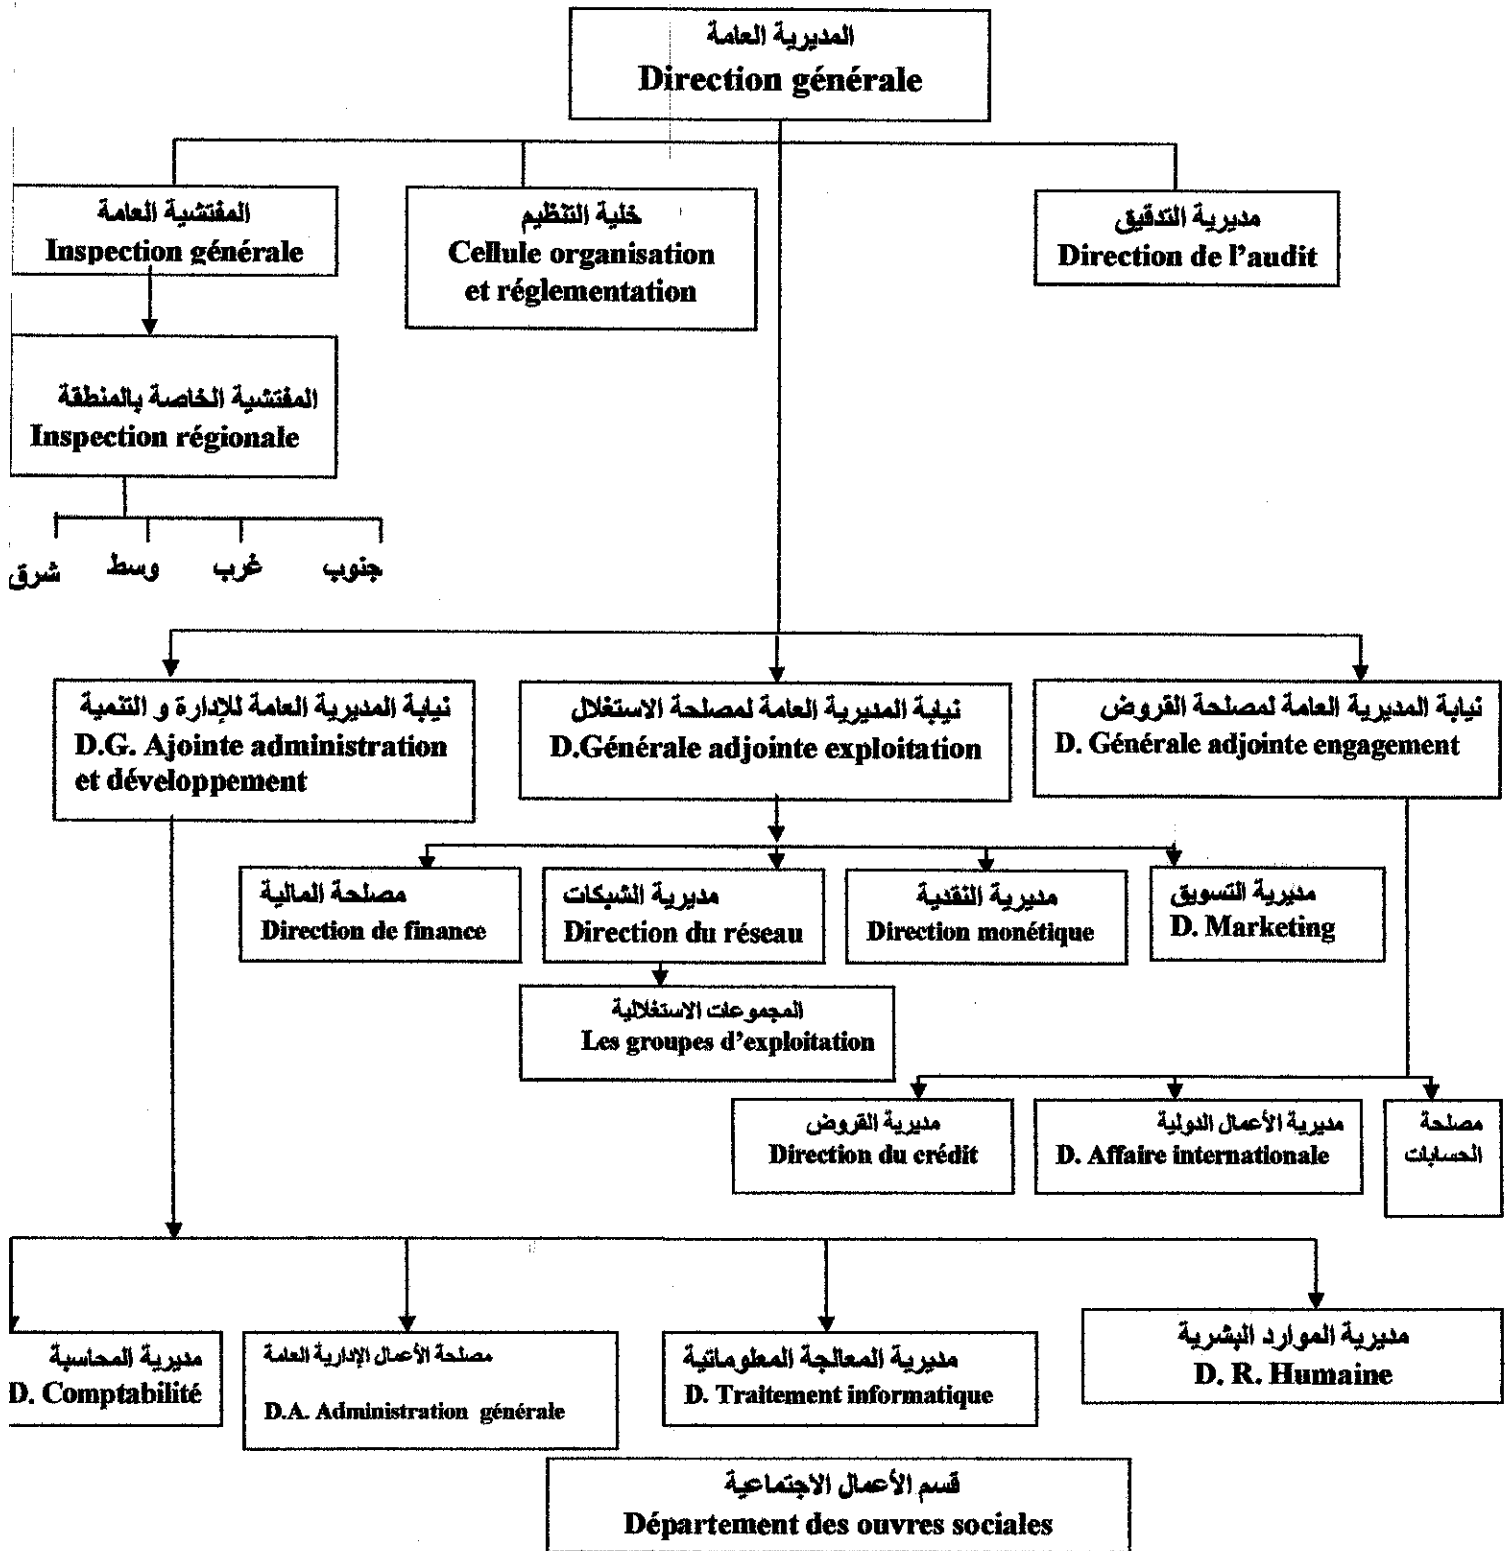 المديرية العامة
Direction générale
المفتشية العامة
Inspection générale
خلية التنظيم
Cellule organisation
et réglementation
مديرية التدقيق
Direction de l'audit
المفتشية الخاصة بالمنطقة
Inspection régionale
شرق
وسط
غرب
جنوب
نيابة المديرية العامة للإدارة و التنمية
D.G. Ajointe administration
et développement
نيابة المديرية العامة لمصلحة الاستغلال
D.Générale adjointe exploitation
نيابة المديرية العامة لمصلحة القروض
D. Générale adjointe engagement
مصلحة المالية
Direction de finance
مديرية الشبكات
Direction du réseau
مديرية النقدية
Direction monétique
مديرية التسويق
D. Marketing
المجموعات الاستغلالية
Les groupes d'exploitation
مديرية القروض
Direction du crédit
مديرية الأعمال الدولية
D. Affaire internationale
مصلحة
الحسابات
مديرية المحاسبة
D. Comptabilité
مصلحة الأعمال الإدارية العامة
D.A. Administration générale
مديرية المعالجة المعلوماتية
D. Traitement informatique
مديرية الموارد البشرية
D. R. Humaine
قسم الأعمال الاجتماعية
Département des ouvres sociales